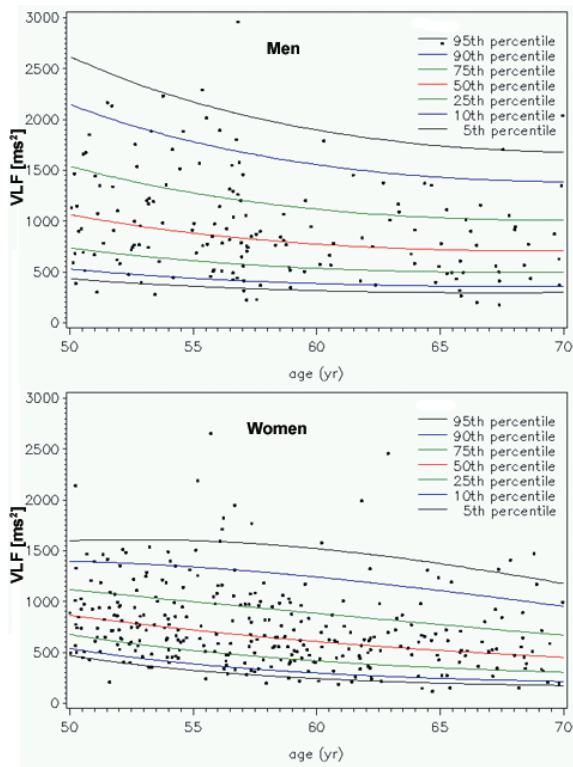 Men
95th percentile
90th percentile
75th percentile
50th percentile
25th percentile
10th percentile
5th percentile
VLF [ms²]
3000
2500
2000
1500
1000
500
0
50 55 60 65 70
age (yr)
Women
95th percentile
90th percentile
75th percentile
50th percentile
25th percentile
10th percentile
5th percentile
VLF [ms²]
3000
2500
2000
1500
1000
500
0
50 55 60 65 70
age (yr)